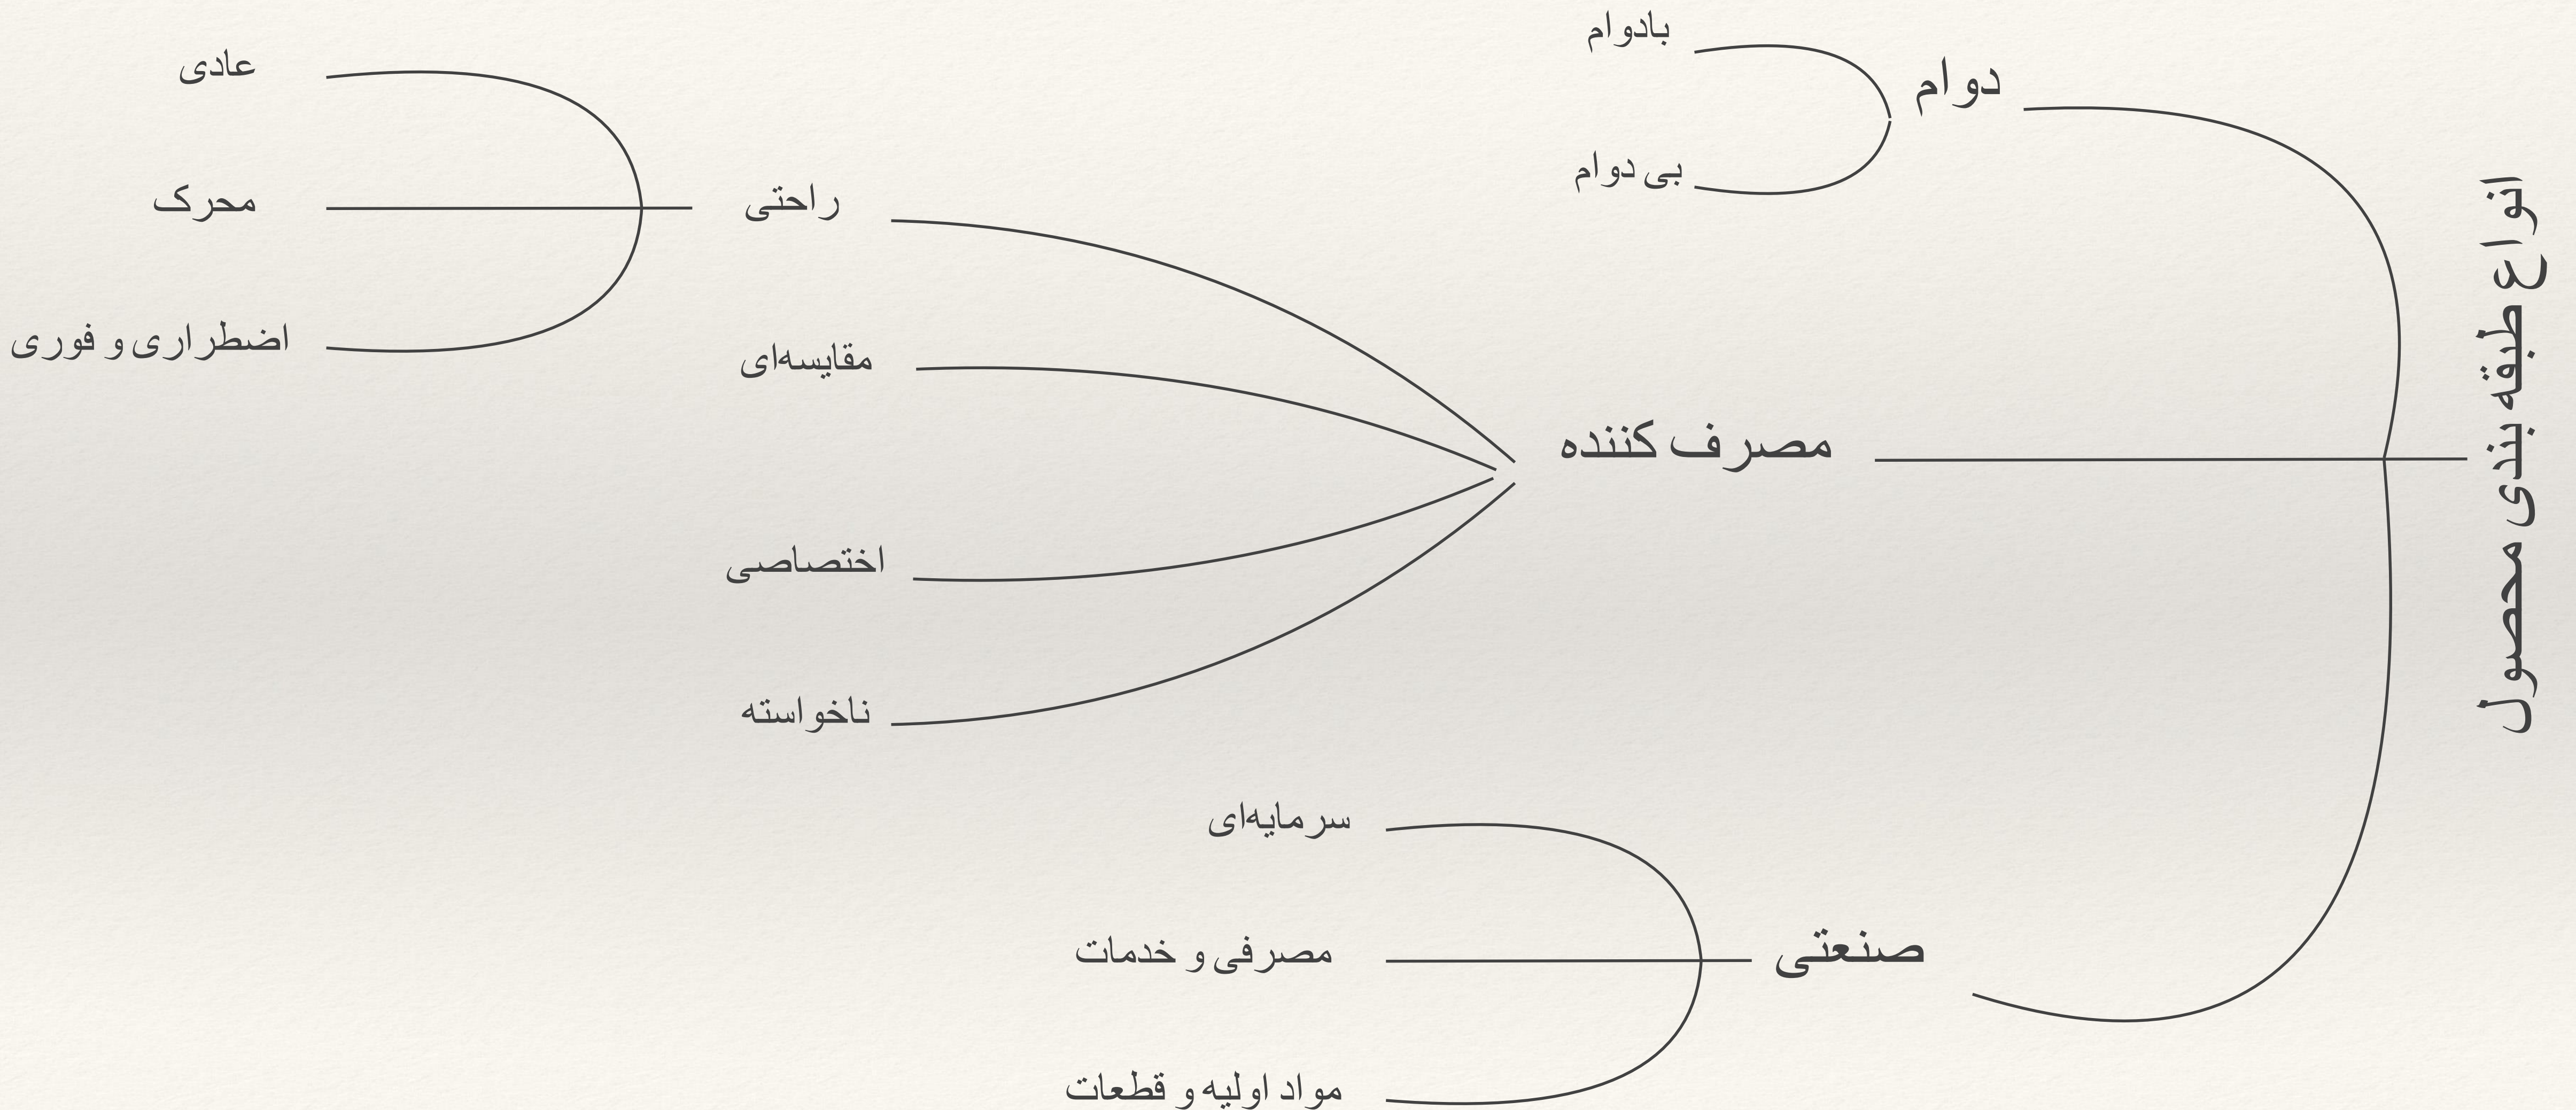 انواع طبقه بندی محصول
دوام
بادوام
بی دوام
مصرف کننده
راحتی
عادی
محرک
اضطراری و فوری
مقایسه‌ای
اختصاصی
ناخواسته
صنعتی
سرمایه‌ای
مصرفی و خدمات
مواد اولیه و قطعات